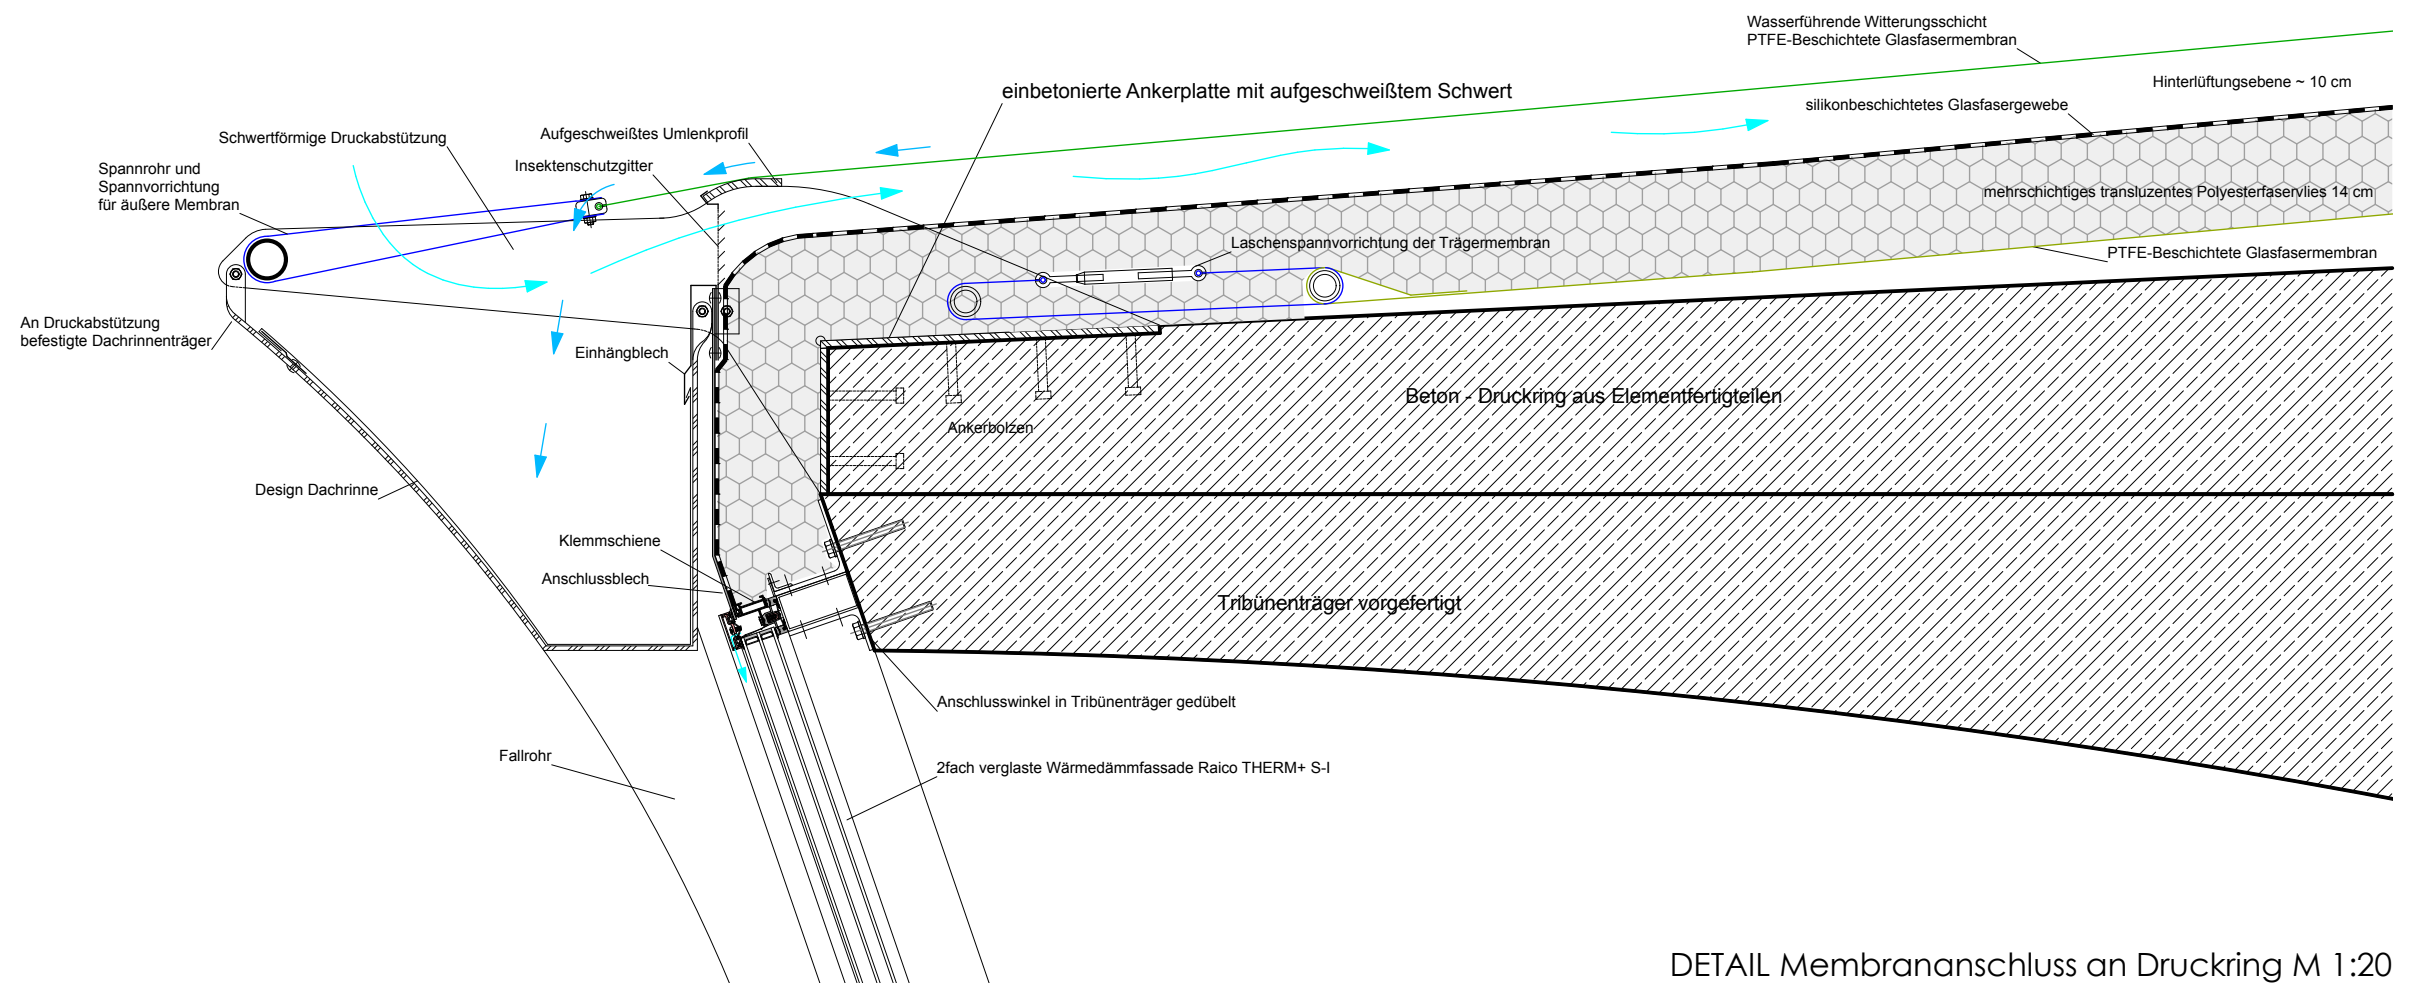 Wasserführende Witterungsschicht
PTFE-Beschichtete Glasfasermembran
Hinterlüftungsebene ~ 10 cm
einbetonierte Ankerplatte mit aufgeschweißtem Schwert
silikonbeschichtetes Glasfasergewebe
Aufgeschweißtes Umlenkprofil
Schwertförmige Druckabstützung
Insektenschutzgitter
Spannrohr und
Spannvorrichtung
für äußere Membran
mehrschichtiges transluzentes Polyesterfaservlies 14 cm
Laschenspannvorrichtung der Trägermembran
PTFE-Beschichtete Glasfasermembran
An Druckabstützung
befestigte Dachrinnenträger
Einhängblech
Beton - Druckring aus Elementfertigteilen
Ankerbolzen
Design Dachrinne
Klemmschiene
Anschlussblech
Tribünenträger vorgefertigt
Anschlusswinkel in Tribünenträger gedübelt
Fallrohr
2fach verglaste Wärmedämmfassade Raico THERM+ S-I
DETAIL Membrananschluss an Druckring M 1:20